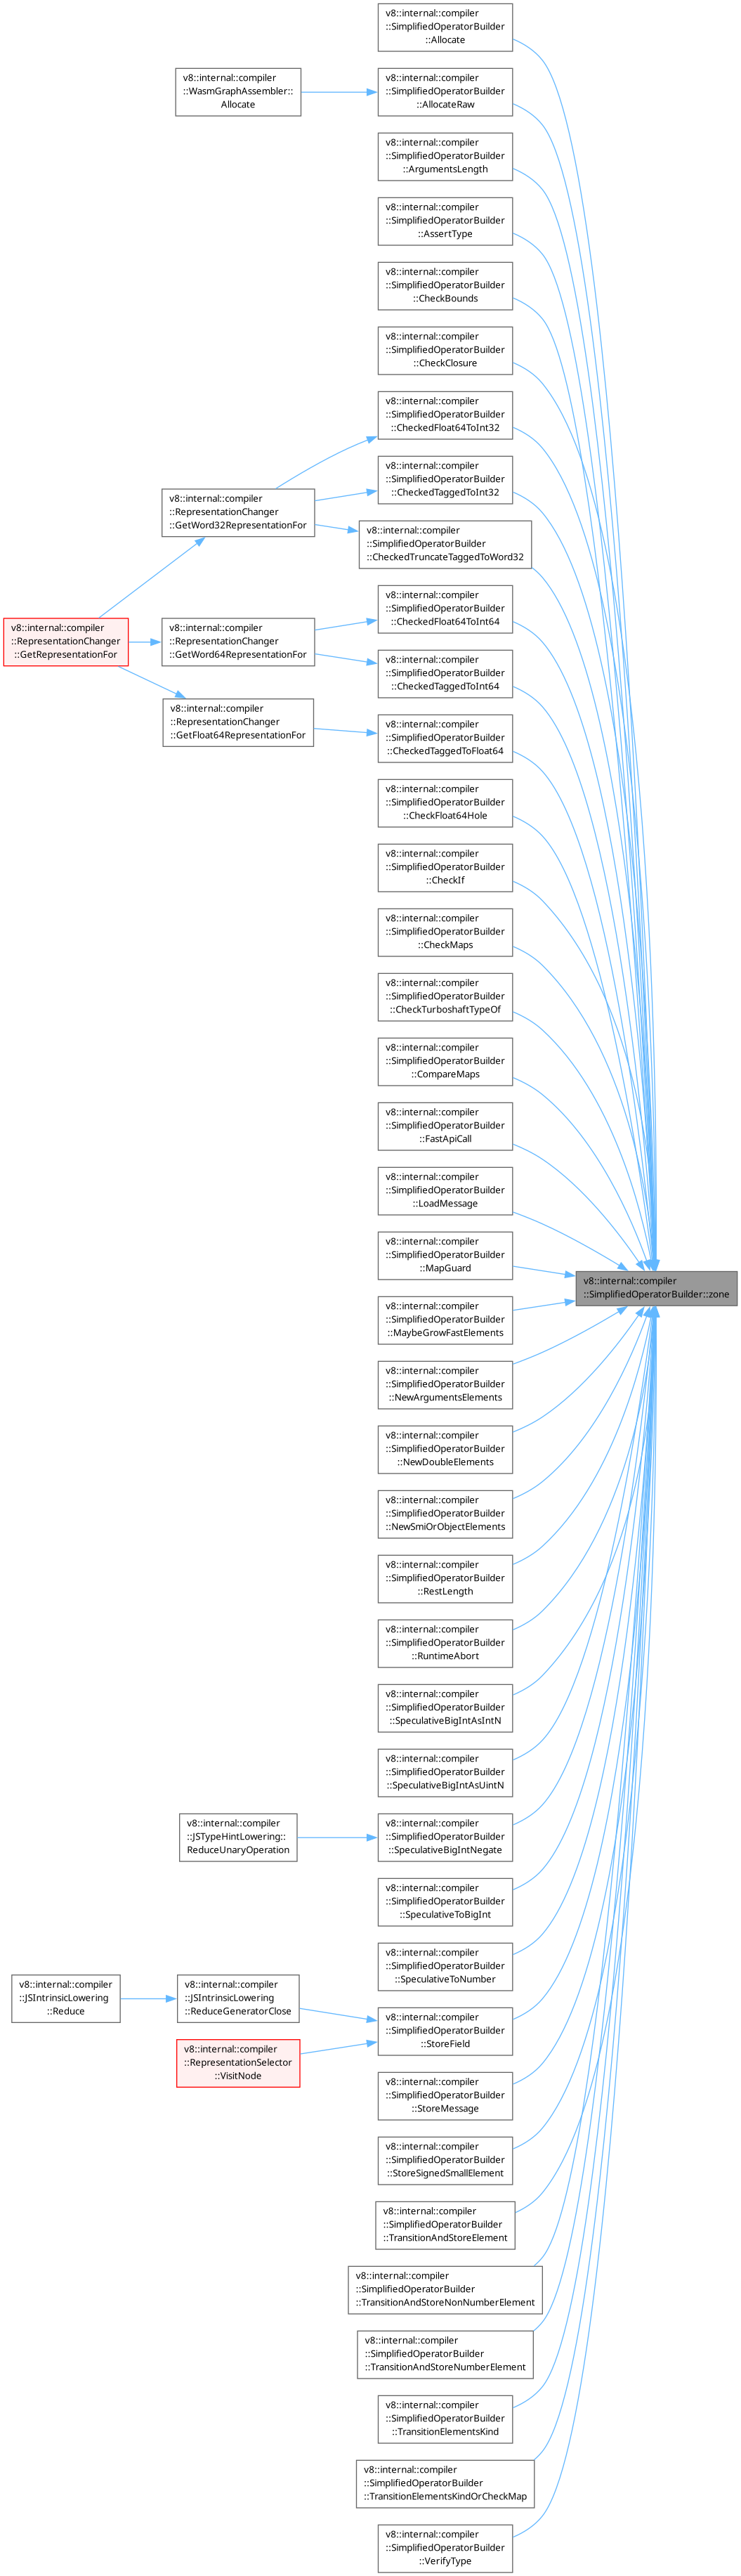 v8::internal::compiler
::SimplifiedOperatorBuilder
::Allocate
v8::internal::compiler
::WasmGraphAssembler::
Allocate
v8::internal::compiler
::SimplifiedOperatorBuilder
::AllocateRaw
v8::internal::compiler
::SimplifiedOperatorBuilder
::ArgumentsLength
v8::internal::compiler
::SimplifiedOperatorBuilder
::AssertType
v8::internal::compiler
::SimplifiedOperatorBuilder
::CheckBounds
v8::internal::compiler
::SimplifiedOperatorBuilder
::CheckClosure
v8::internal::compiler
::SimplifiedOperatorBuilder
::CheckedFloat64ToInt32
v8::internal::compiler
::SimplifiedOperatorBuilder
::CheckedTaggedToInt32
v8::internal::compiler
::RepresentationChanger
::GetWord32RepresentationFor
v8::internal::compiler
::SimplifiedOperatorBuilder
::CheckedTruncateTaggedToWord32
v8::internal::compiler
::SimplifiedOperatorBuilder
::CheckedFloat64ToInt64
v8::internal::compiler
::RepresentationChanger
::GetRepresentationFor
v8::internal::compiler
::RepresentationChanger
::GetWord64RepresentationFor
v8::internal::compiler
::SimplifiedOperatorBuilder
::CheckedTaggedToInt64
v8::internal::compiler
::RepresentationChanger
::GetFloat64RepresentationFor
v8::internal::compiler
::SimplifiedOperatorBuilder
::CheckedTaggedToFloat64
v8::internal::compiler
::SimplifiedOperatorBuilder
::CheckFloat64Hole
v8::internal::compiler
::SimplifiedOperatorBuilder
::CheckIf
v8::internal::compiler
::SimplifiedOperatorBuilder
::CheckMaps
v8::internal::compiler
::SimplifiedOperatorBuilder
::CheckTurboshaftTypeOf
v8::internal::compiler
::SimplifiedOperatorBuilder
::CompareMaps
v8::internal::compiler
::SimplifiedOperatorBuilder
::FastApiCall
v8::internal::compiler
::SimplifiedOperatorBuilder
::LoadMessage
v8::internal::compiler
::SimplifiedOperatorBuilder
::MapGuard
v8::internal::compiler
::SimplifiedOperatorBuilder::zone
v8::internal::compiler
::SimplifiedOperatorBuilder
::MaybeGrowFastElements
v8::internal::compiler
::SimplifiedOperatorBuilder
::NewArgumentsElements
v8::internal::compiler
::SimplifiedOperatorBuilder
::NewDoubleElements
v8::internal::compiler
::SimplifiedOperatorBuilder
::NewSmiOrObjectElements
v8::internal::compiler
::SimplifiedOperatorBuilder
::RestLength
v8::internal::compiler
::SimplifiedOperatorBuilder
::RuntimeAbort
v8::internal::compiler
::SimplifiedOperatorBuilder
::SpeculativeBigIntAsIntN
v8::internal::compiler
::SimplifiedOperatorBuilder
::SpeculativeBigIntAsUintN
v8::internal::compiler
::JSTypeHintLowering::
ReduceUnaryOperation
v8::internal::compiler
::SimplifiedOperatorBuilder
::SpeculativeBigIntNegate
v8::internal::compiler
::SimplifiedOperatorBuilder
::SpeculativeToBigInt
v8::internal::compiler
::SimplifiedOperatorBuilder
::SpeculativeToNumber
v8::internal::compiler
::JSIntrinsicLowering
::Reduce
v8::internal::compiler
::JSIntrinsicLowering
::ReduceGeneratorClose
v8::internal::compiler
::SimplifiedOperatorBuilder
::StoreField
v8::internal::compiler
::RepresentationSelector
::VisitNode
v8::internal::compiler
::SimplifiedOperatorBuilder
::StoreMessage
v8::internal::compiler
::SimplifiedOperatorBuilder
::StoreSignedSmallElement
v8::internal::compiler
::SimplifiedOperatorBuilder
::TransitionAndStoreElement
v8::internal::compiler
::SimplifiedOperatorBuilder
::TransitionAndStoreNonNumberElement
v8::internal::compiler
::SimplifiedOperatorBuilder
::TransitionAndStoreNumberElement
v8::internal::compiler
::SimplifiedOperatorBuilder
::TransitionElementsKind
v8::internal::compiler
::SimplifiedOperatorBuilder
::TransitionElementsKindOrCheckMap
v8::internal::compiler
::SimplifiedOperatorBuilder
::VerifyType